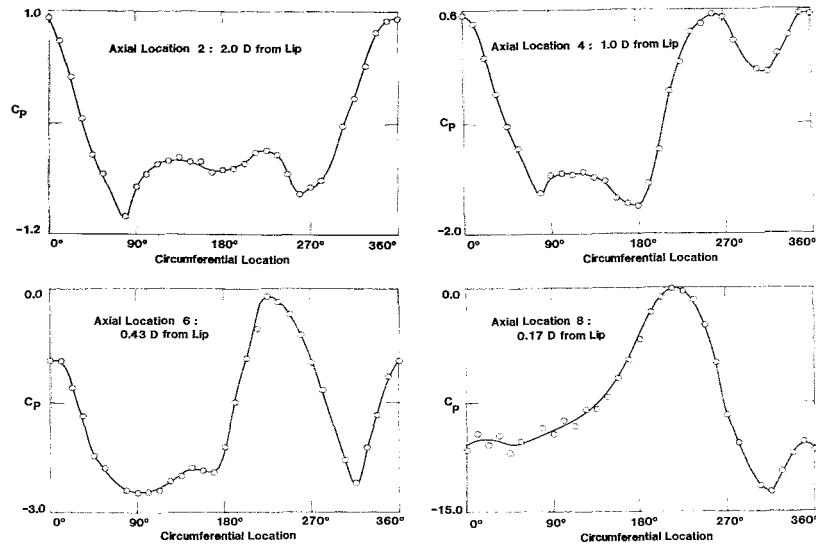 1.0
Axial Location 2 : 2.0 D from Lip
Cp
-1.2
0° 90° 180° 270° 360°
Circumferential Location
0.6
Axial Location 4 : 1.0 D from Lip
Cp
-2.0
0° 90° 180° 270° 360°
Circumferential Location
0.0
Axial Location 6 :
0.43 D from Lip
Cp
-3.0
0° 90° 180° 270° 360°
Circumferential Location
0.0
Axial Location 8 :
0.17 D from Lip
Cp
-15.0
0° 90° 180° 270° 360°
Circumferential Location